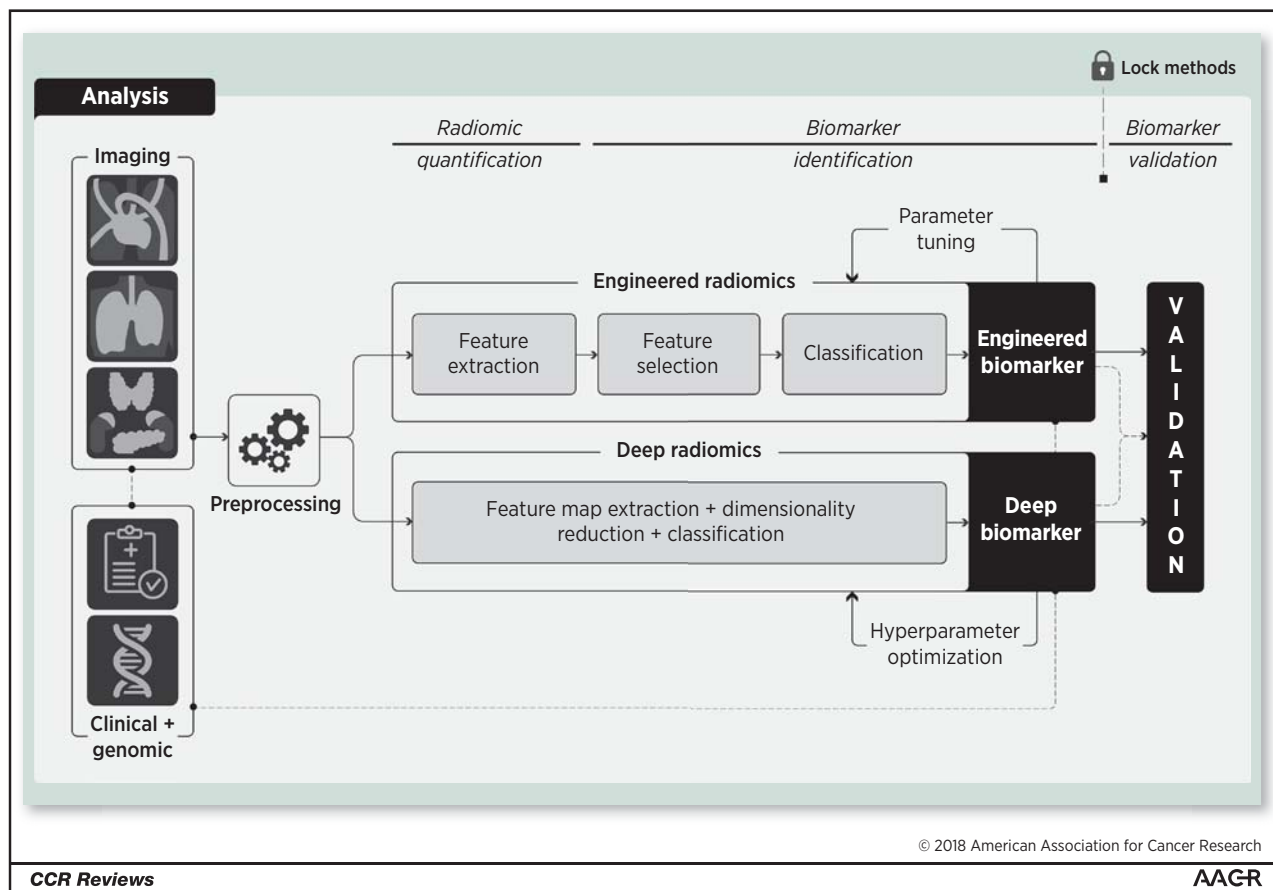 Lock methods
Analysis
Radiomic
quantification
Biomarker
identification
Biomarker
validation
Imaging
Parameter
tuning
Engineered radiomics
Feature
extraction
Feature
selection
Classification
Engineered
biomarker
VALIDATION
Preprocessing
Deep radiomics
Feature map extraction + dimensionality
reduction + classification
Deep
biomarker
Hyperparameter
optimization
Clinical +
genomic
© 2018 American Association for Cancer Research
CCR Reviews
AACR